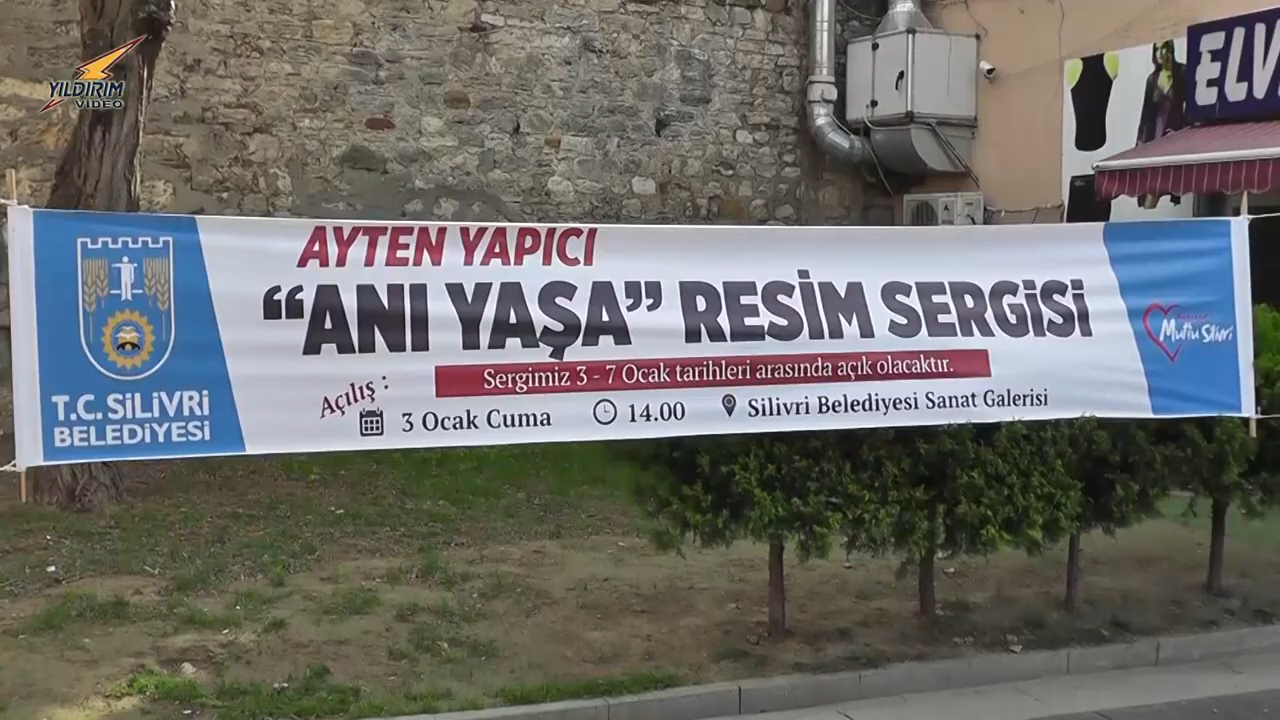 YILDIRIM
VIDEO
ELV
AYTEN YAPICI
“ANI YAŞA” RESİM SERGİSİ
Sergimiz 3 - 7 Ocak tarihleri arasında açık olacaktır.
Açılış :
3 Ocak Cuma 14.00 Silivri Belediyesi Sanat Galerisi
T.C. SİLİVRİ
BELEDİYESİ
Mutlu Silivri